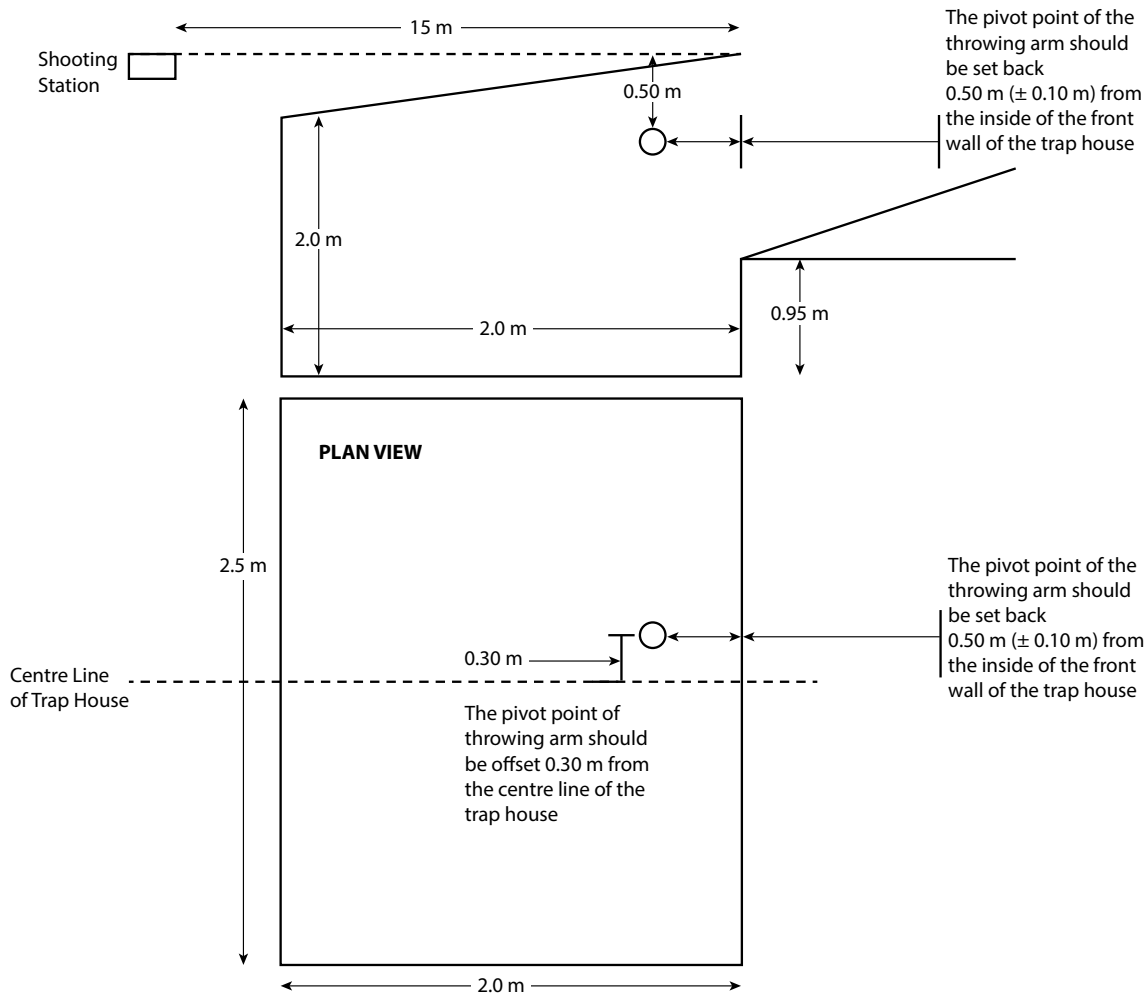 15 m
Shooting
Station
0.50 m
The pivot point of the
throwing arm should
be set back
0.50 m (± 0.10 m) from
the inside of the front
wall of the trap house
2.0 m
2.0 m
0.95 m
PLAN VIEW
2.5 m
0.30 m
The pivot point of the
throwing arm should
be set back
0.50 m (± 0.10 m) from
the inside of the front
wall of the trap house
Centre Line
of Trap House
The pivot point of
throwing arm should
be offset 0.30 m from
the centre line of the
trap house
2.0 m